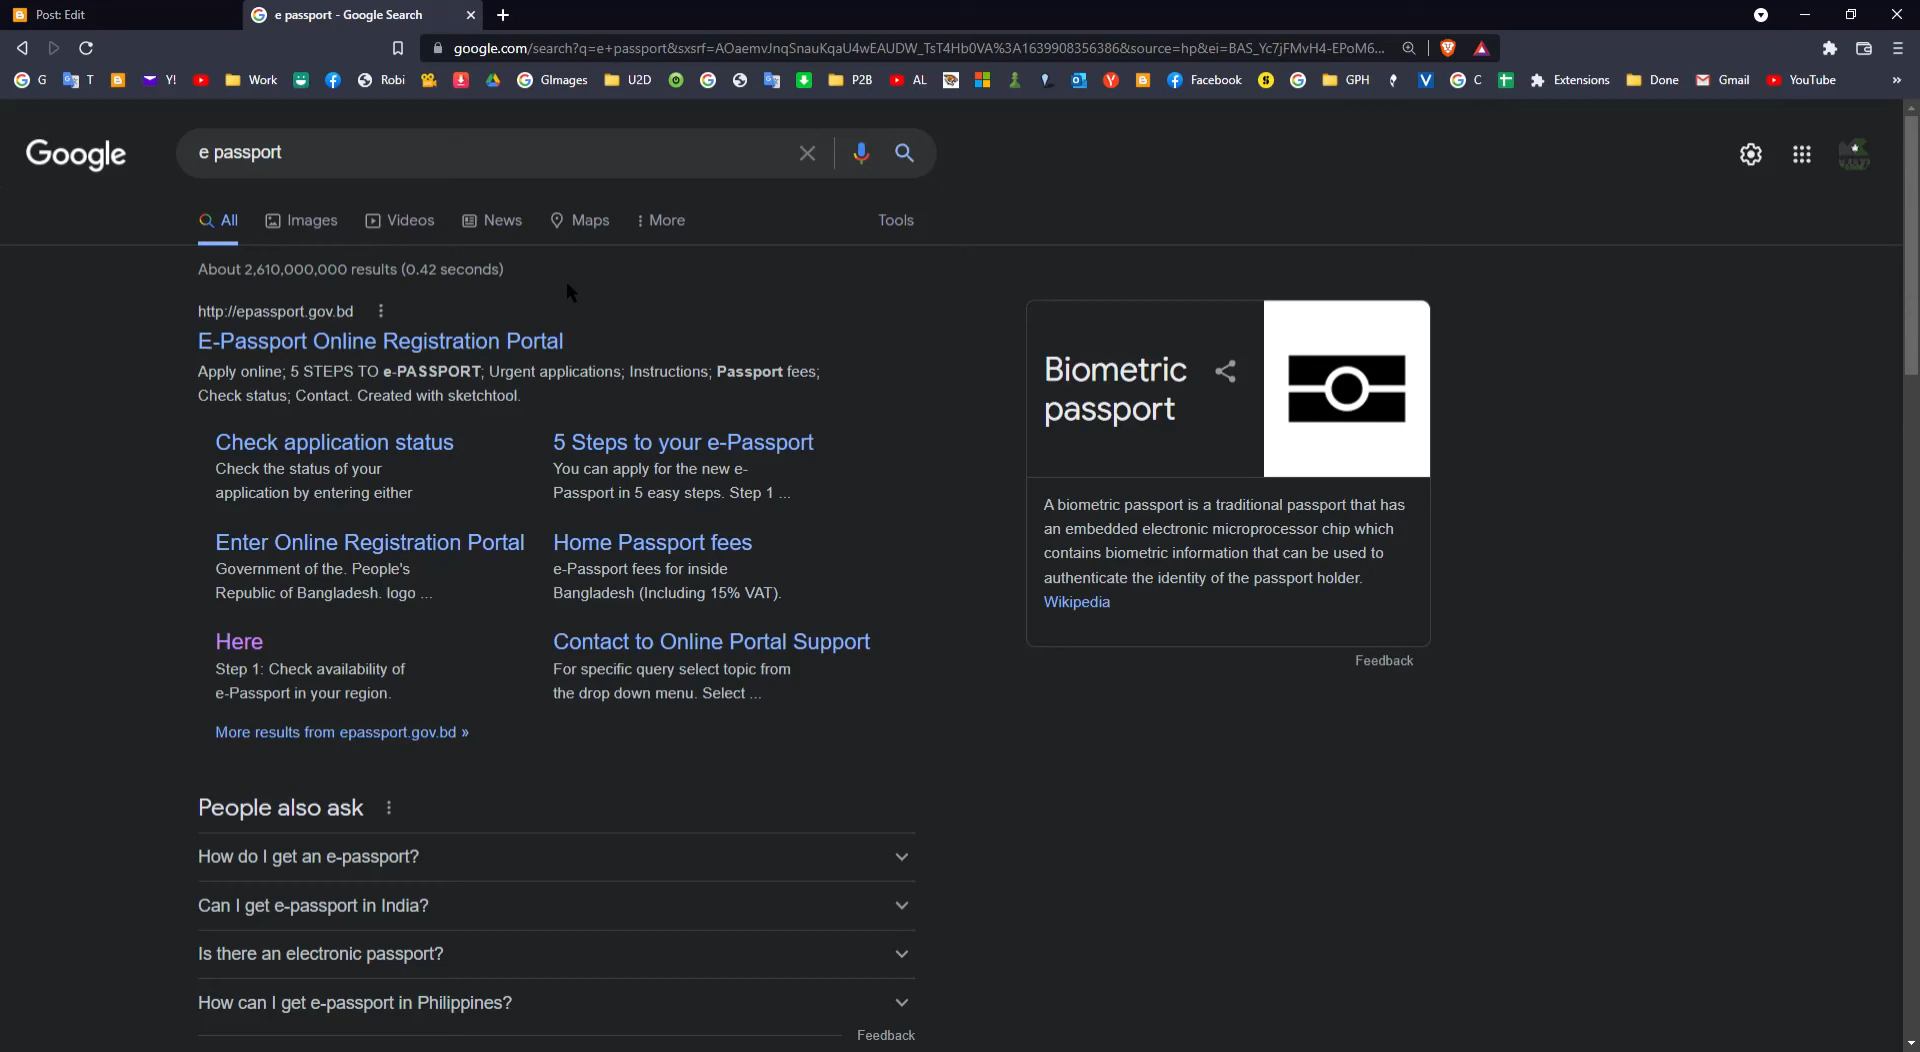 Post: Edit
e passport - Google Search
google.com/search?q=e+passport&sxsrf=AOaemvJnqSnauKqaU4wEAUDW_TsT4Hb0VA%3A1639908356386&source=hp&ei=BAS_Yc7jFMvH4-EPoM6...
G
T
Y!
Work
Robi
GImages
U2D
P2B
AL
Facebook
GPH
C
Extensions
Done
Gmail
YouTube
»
Google
e passport
All
Images
Videos
News
Maps
More
Tools
About 2,610,000,000 results (0.42 seconds)
http://epassport.gov.bd
E-Passport Online Registration Portal
Apply online; 5 STEPS TO e-PASSPORT; Urgent applications; Instructions; Passport fees;
Check status; Contact. Created with sketchtool.
Check application status
Check the status of your
application by entering either
5 Steps to your e-Passport
You can apply for the new e-
Passport in 5 easy steps. Step 1 ...
Enter Online Registration Portal
Government of the. People's
Republic of Bangladesh. logo ...
Home Passport fees
e-Passport fees for inside
Bangladesh (Including 15% VAT).
Here
Step 1: Check availability of
e-Passport in your region.
Contact to Online Portal Support
For specific query select topic from
the drop down menu. Select ...
More results from epassport.gov.bd »
People also ask
How do I get an e-passport?
Can I get e-passport in India?
Is there an electronic passport?
How can I get e-passport in Philippines?
Feedback
Biometric
passport
A biometric passport is a traditional passport that has
an embedded electronic microprocessor chip which
contains biometric information that can be used to
authenticate the identity of the passport holder.
Wikipedia
Feedback